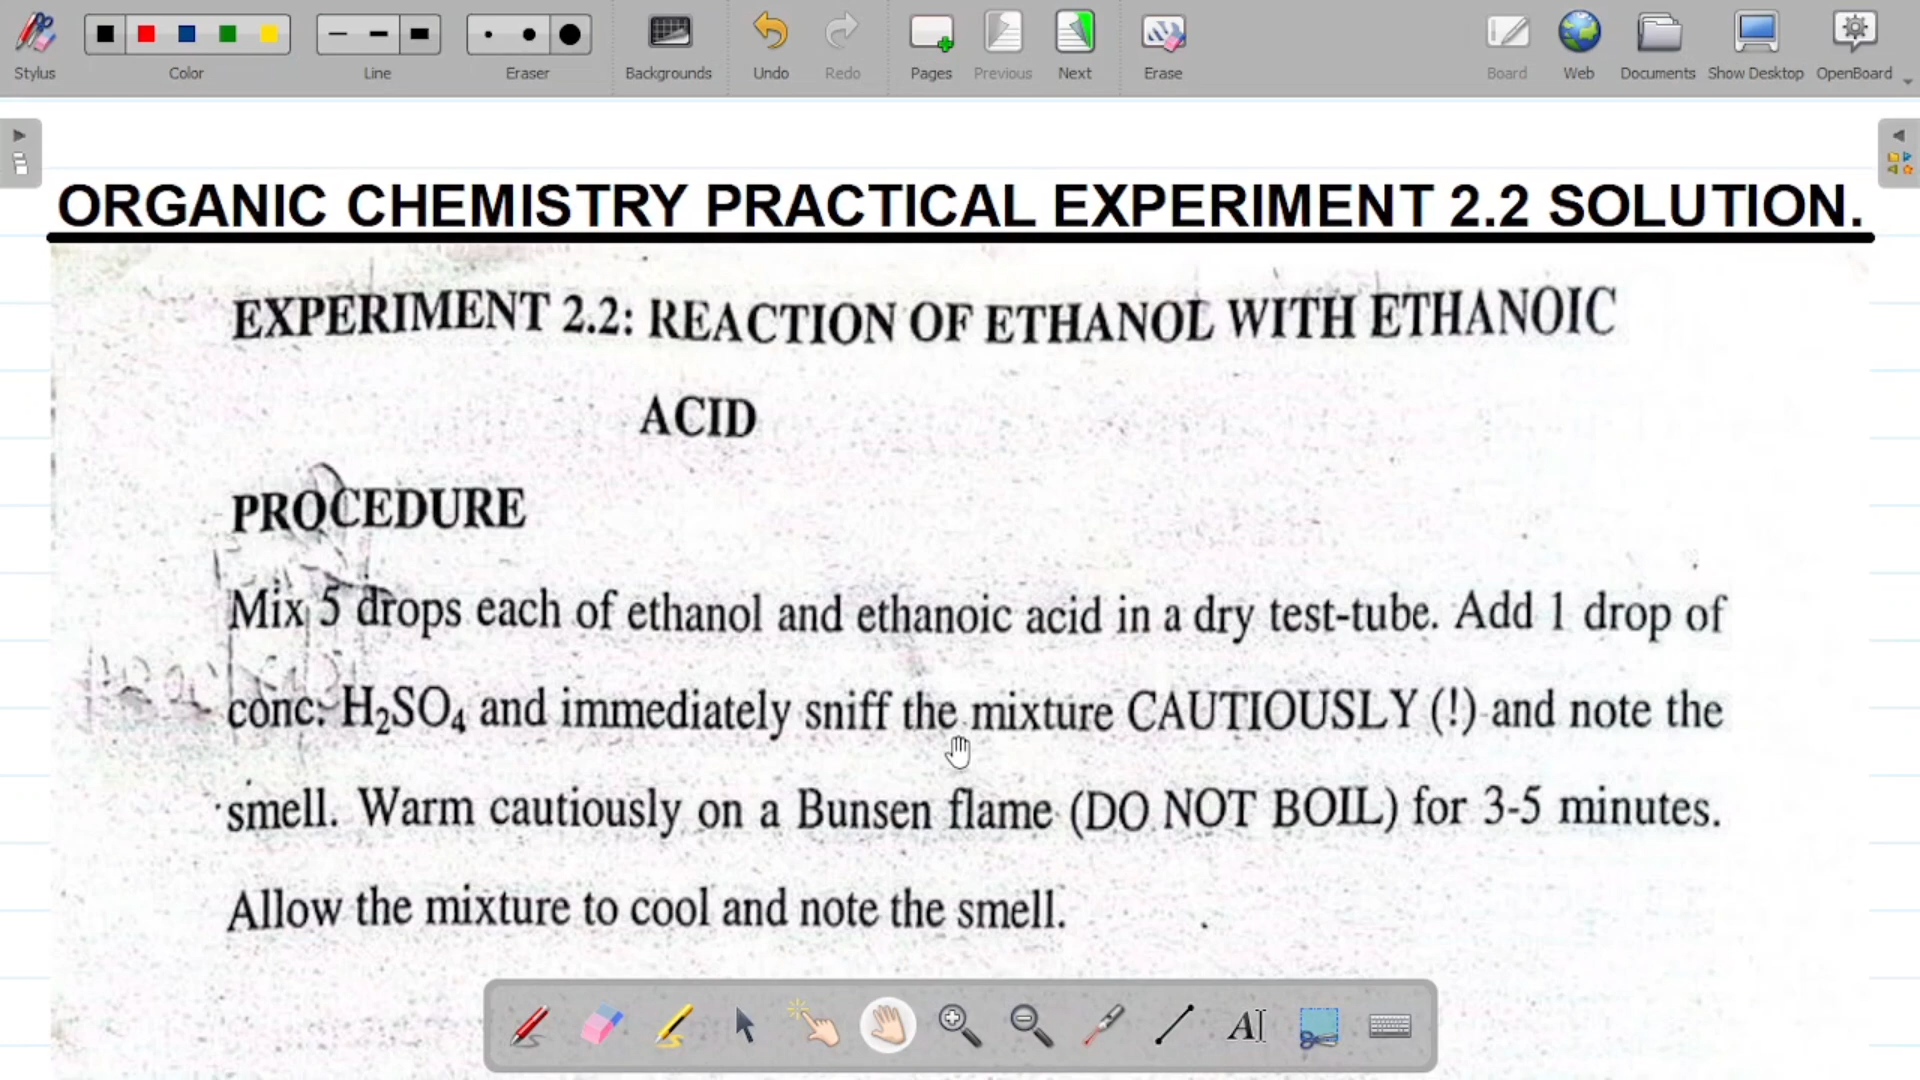 Stylus
Color
Line
Eraser
Backgrounds
Undo
Redo
Pages
Previous
Next
Erase
Board
Web
Documents
Show Desktop
OpenBoard
ORGANIC CHEMISTRY PRACTICAL EXPERIMENT 2.2 SOLUTION.
EXPERIMENT 2.2: REACTION OF ETHANOL WITH ETHANOIC
ACID
PROCEDURE
Mix 5 drops each of ethanol and ethanoic acid in a dry test-tube. Add 1 drop of
conc. H₂SO₄ and immediately sniff the mixture CAUTIOUSLY (!) and note the
smell. Warm cautiously on a Bunsen flame (DO NOT BOIL) for 3-5 minutes.
Allow the mixture to cool and note the smell.
AI